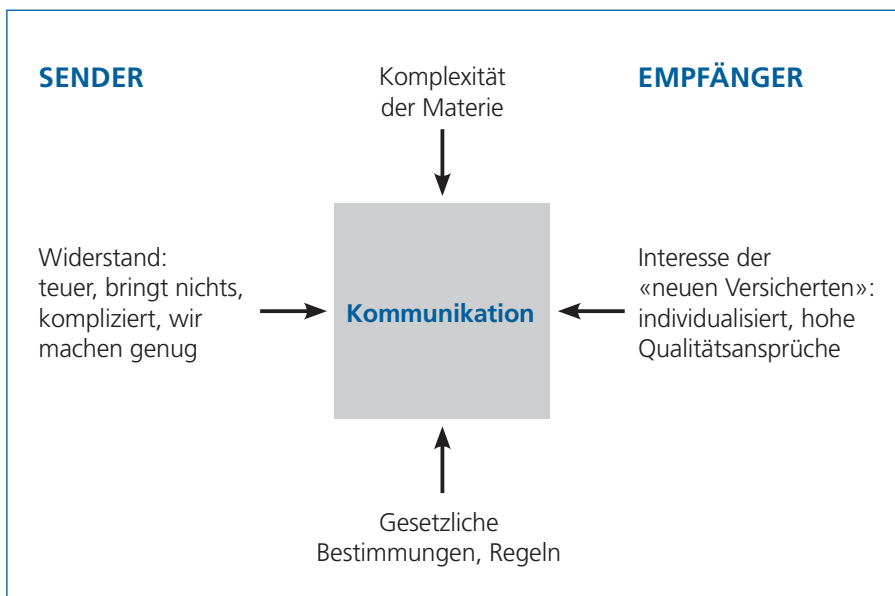 SENDER
Komplexität
der Materie
EMPFÄNGER
Widerstand:
teuer, bringt nichts,
kompliziert, wir
machen genug
Kommunikation
Interesse der
«neuen Versicherten»:
individualisiert, hohe
Qualitätsansprüche
Gesetzliche
Bestimmungen, Regeln